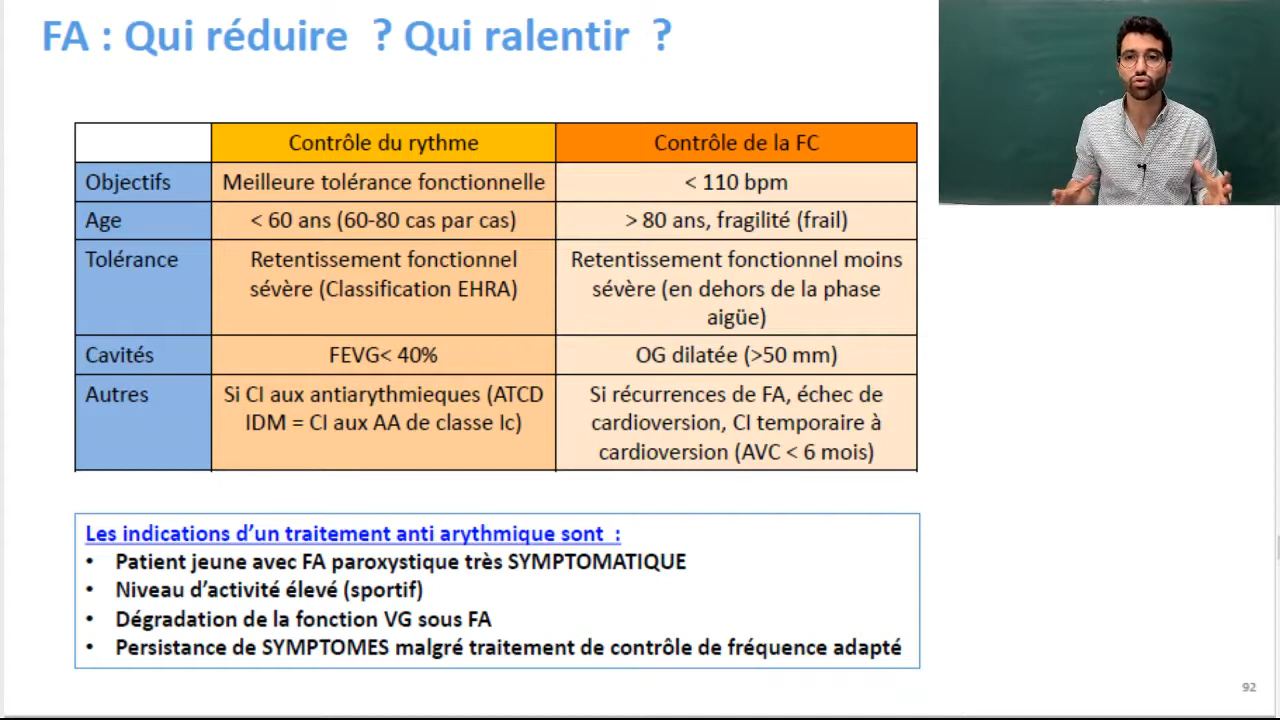 FA : Qui réduire ? Qui ralentir ?
Contrôle du rythme
Contrôle de la FC
Objectifs
Meilleure tolérance fonctionnelle
< 110 bpm
Age
< 60 ans (60-80 cas par cas)
> 80 ans, fragilité (frail)
Tolérance
Retentissement fonctionnel
sévère (Classification EHRA)
Retentissement fonctionnel moins
sévère (en dehors de la phase
aigüe)
Cavités
FEVG< 40%
OG dilatée (>50 mm)
Autres
Si CI aux antiarythmieques (ATCD
IDM = CI aux AA de classe Ic)
Si récurrences de FA, échec de
cardioversion, CI temporaire à
cardioversion (AVC < 6 mois)
Les indications d'un traitement anti arythmique sont :
• Patient jeune avec FA paroxystique très SYMPTOMATIQUE
• Niveau d'activité élevé (sportif)
• Dégradation de la fonction VG sous FA
• Persistance de SYMPTOMES malgré traitement de contrôle de fréquence adapté
92